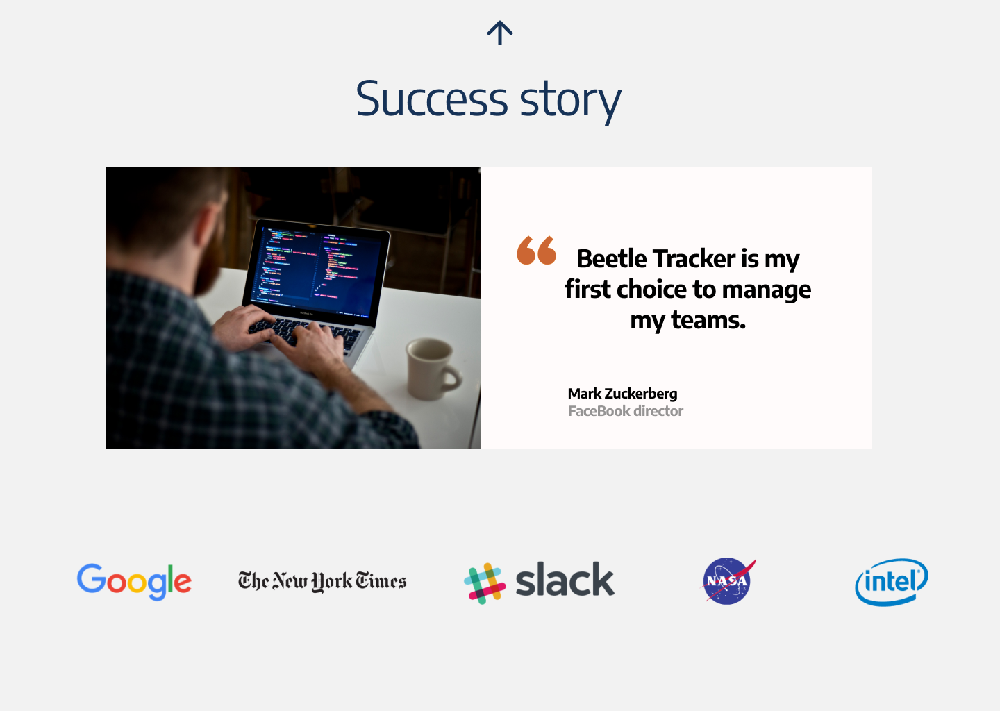 Success story
“ Beetle Tracker is my
first choice to manage
my teams.
Mark Zuckerberg
FaceBook director
Google
The New York Times
slack
NASA
intel